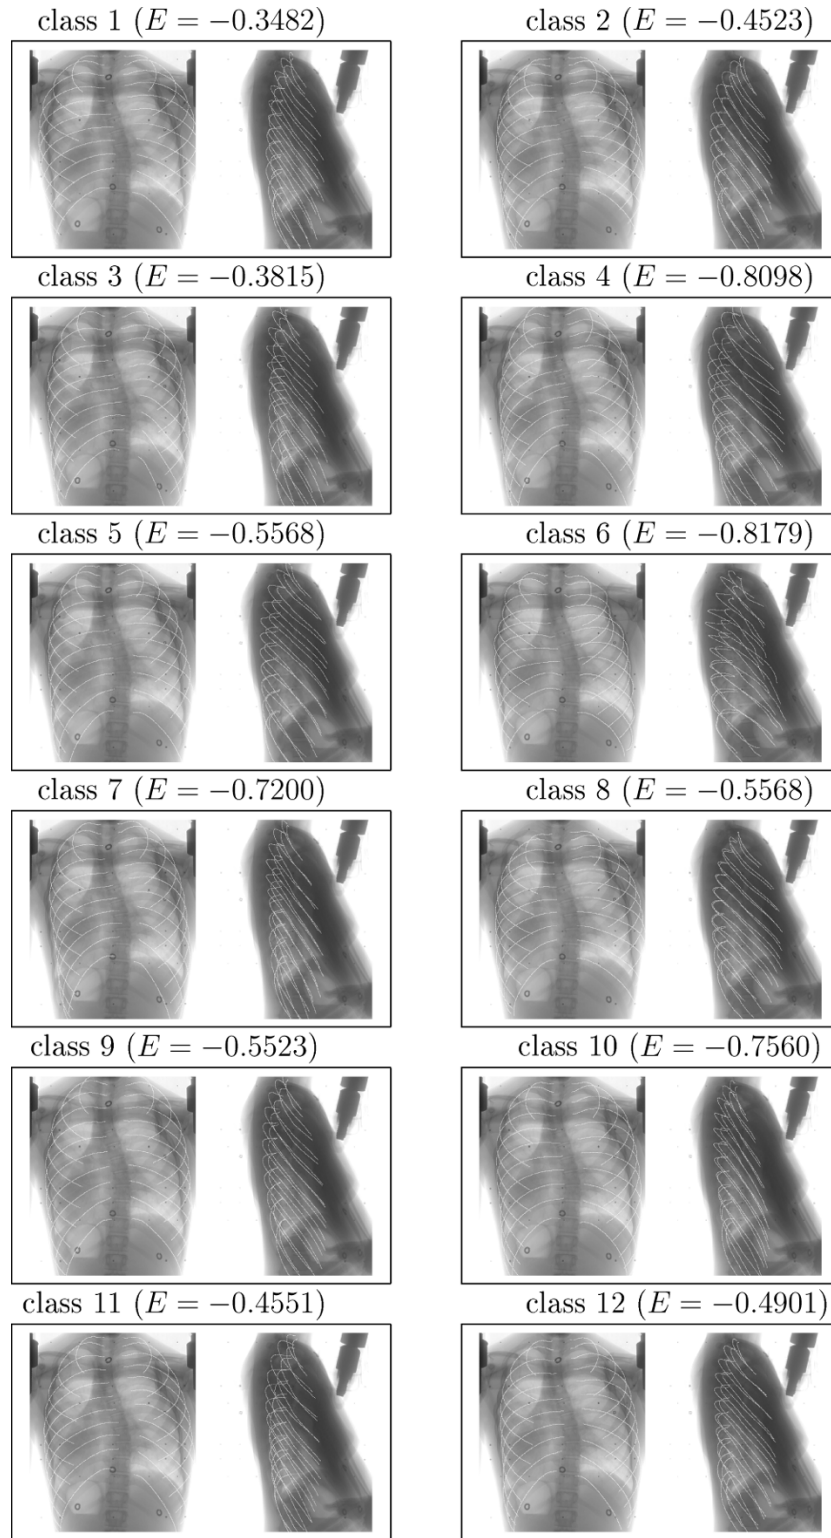 class 1 (E = −0.3482)
class 2 (E = −0.4523)
class 3 (E = −0.3815)
class 4 (E = −0.8098)
class 5 (E = −0.5568)
class 6 (E = −0.8179)
class 7 (E = −0.7200)
class 8 (E = −0.5568)
class 9 (E = −0.5523)
class 10 (E = −0.7560)
class 11 (E = −0.4551)
class 12 (E = −0.4901)